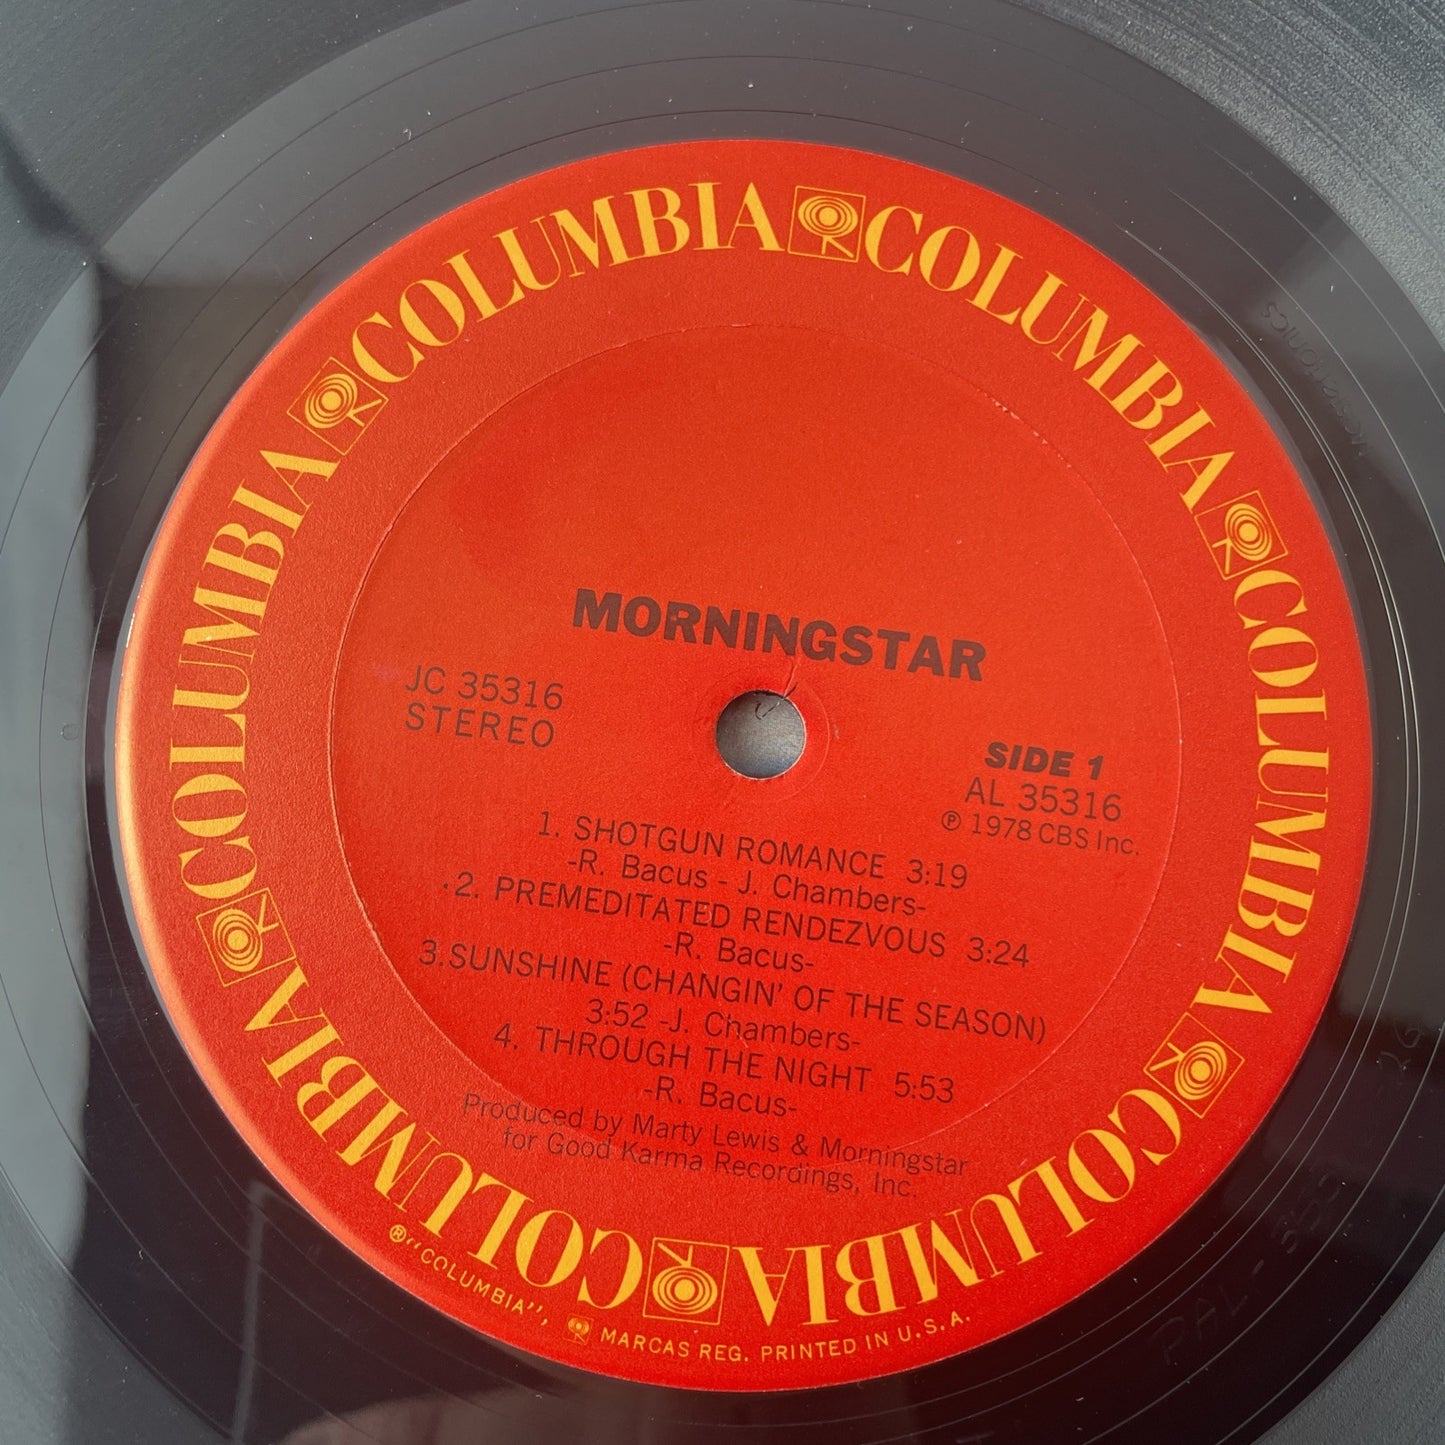 COLUMBIA COLUMBIA COLUMBIA COLUMBIA COLUMBIA COLUMBIA
MORNINGSTAR
JC 35316
STEREO
SIDE 1
AL 35316
℗ 1978 CBS Inc.
1. SHOTGUN ROMANCE 3:19
-R. Bacus - J. Chambers-
2. PREMEDITATED RENDEZVOUS 3:24
-R. Bacus-
3. SUNSHINE (CHANGIN' OF THE SEASON)
3:52 -J. Chambers-
4. THROUGH THE NIGHT 5:53
-R. Bacus-
Produced by Marty Lewis & Morningstar
for Good Karma Recordings, Inc.
® "COLUMBIA", MARCAS REG. PRINTED IN U.S.A.